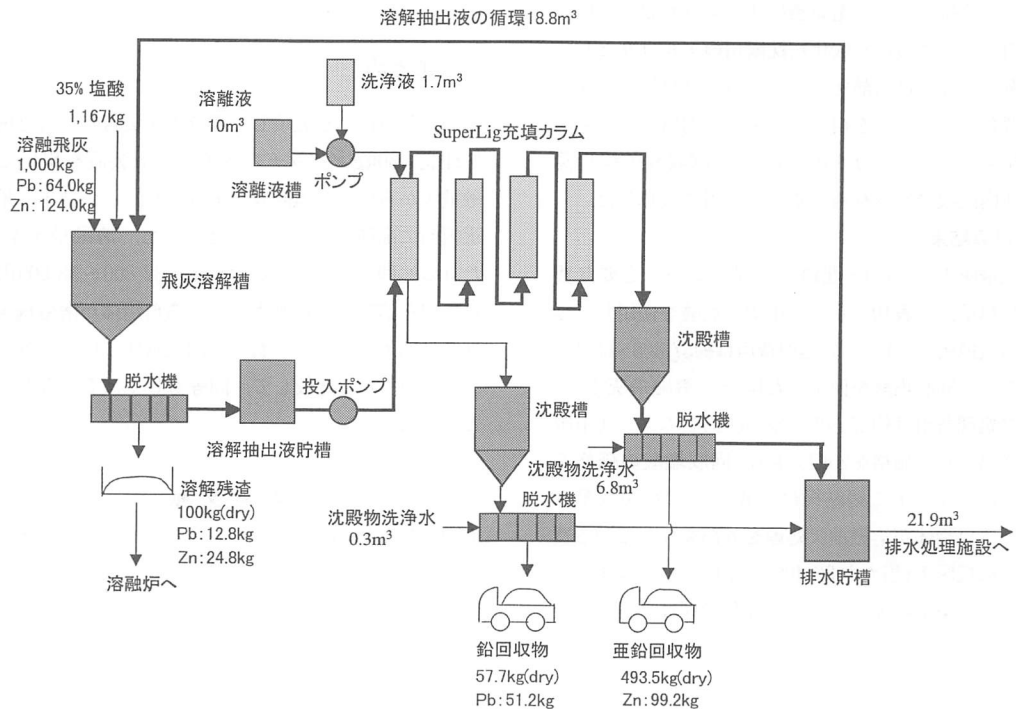 溶解抽出液の循環18.8m³
35% 塩酸
1,167kg
溶融飛灰
1,000kg
Pb:64.0kg
Zn:124.0kg
溶離液
10m³
洗浄液 1.7m³
溶離液槽
ポンプ
SuperLig充填カラム
飛灰溶解槽
脱水機
溶解抽出液貯槽
投入ポンプ
溶解残渣
100kg(dry)
Pb:12.8kg
Zn:24.8kg
溶融炉へ
沈殿槽
沈殿物洗浄水
0.3m³
脱水機
沈殿槽
脱水機
沈殿物洗浄水
6.8m³
21.9m³
排水処理施設へ
排水貯槽
鉛回収物
57.7kg(dry)
Pb:51.2kg
亜鉛回収物
493.5kg(dry)
Zn:99.2kg